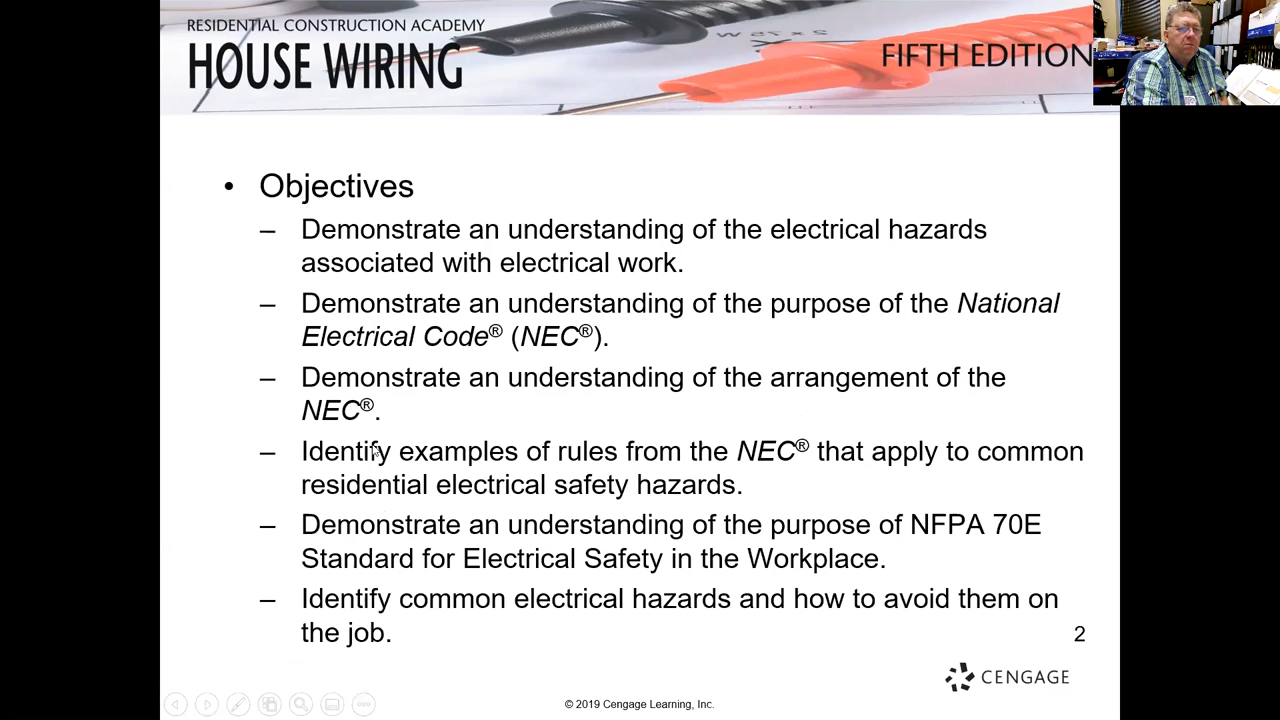 RESIDENTIAL CONSTRUCTION ACADEMY
HOUSE WIRING
FIFTH EDITION
• Objectives
– Demonstrate an understanding of the electrical hazards
associated with electrical work.
– Demonstrate an understanding of the purpose of the National
Electrical Code® (NEC®).
– Demonstrate an understanding of the arrangement of the
NEC®.
– Identify examples of rules from the NEC® that apply to common
residential electrical safety hazards.
– Demonstrate an understanding of the purpose of NFPA 70E
Standard for Electrical Safety in the Workplace.
– Identify common electrical hazards and how to avoid them on
the job.
2
CENGAGE
© 2019 Cengage Learning, Inc.